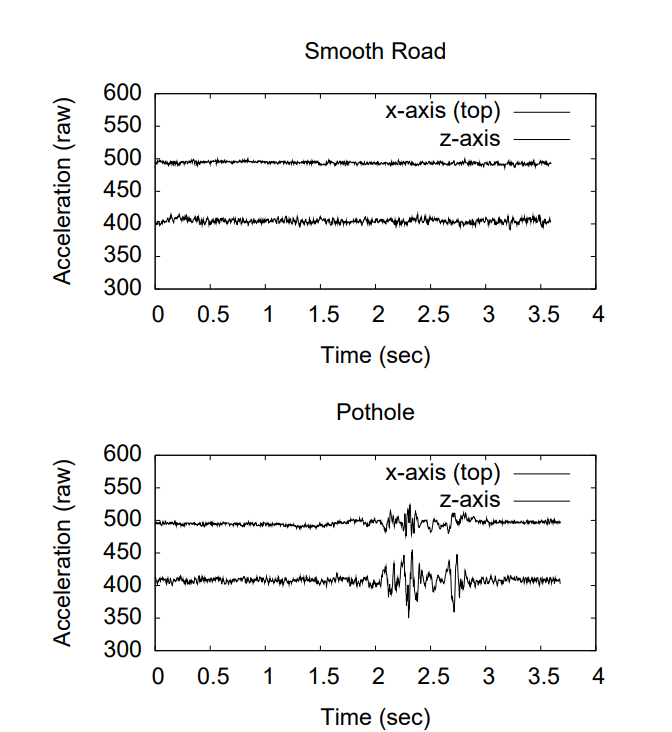 Smooth Road
600
550
500
450
400
350
300
Acceleration (raw)
x-axis (top)
z-axis
0 0.5 1 1.5 2 2.5 3 3.5 4
Time (sec)
Pothole
600
550
500
450
400
350
300
Acceleration (raw)
x-axis (top)
z-axis
0 0.5 1 1.5 2 2.5 3 3.5 4
Time (sec)